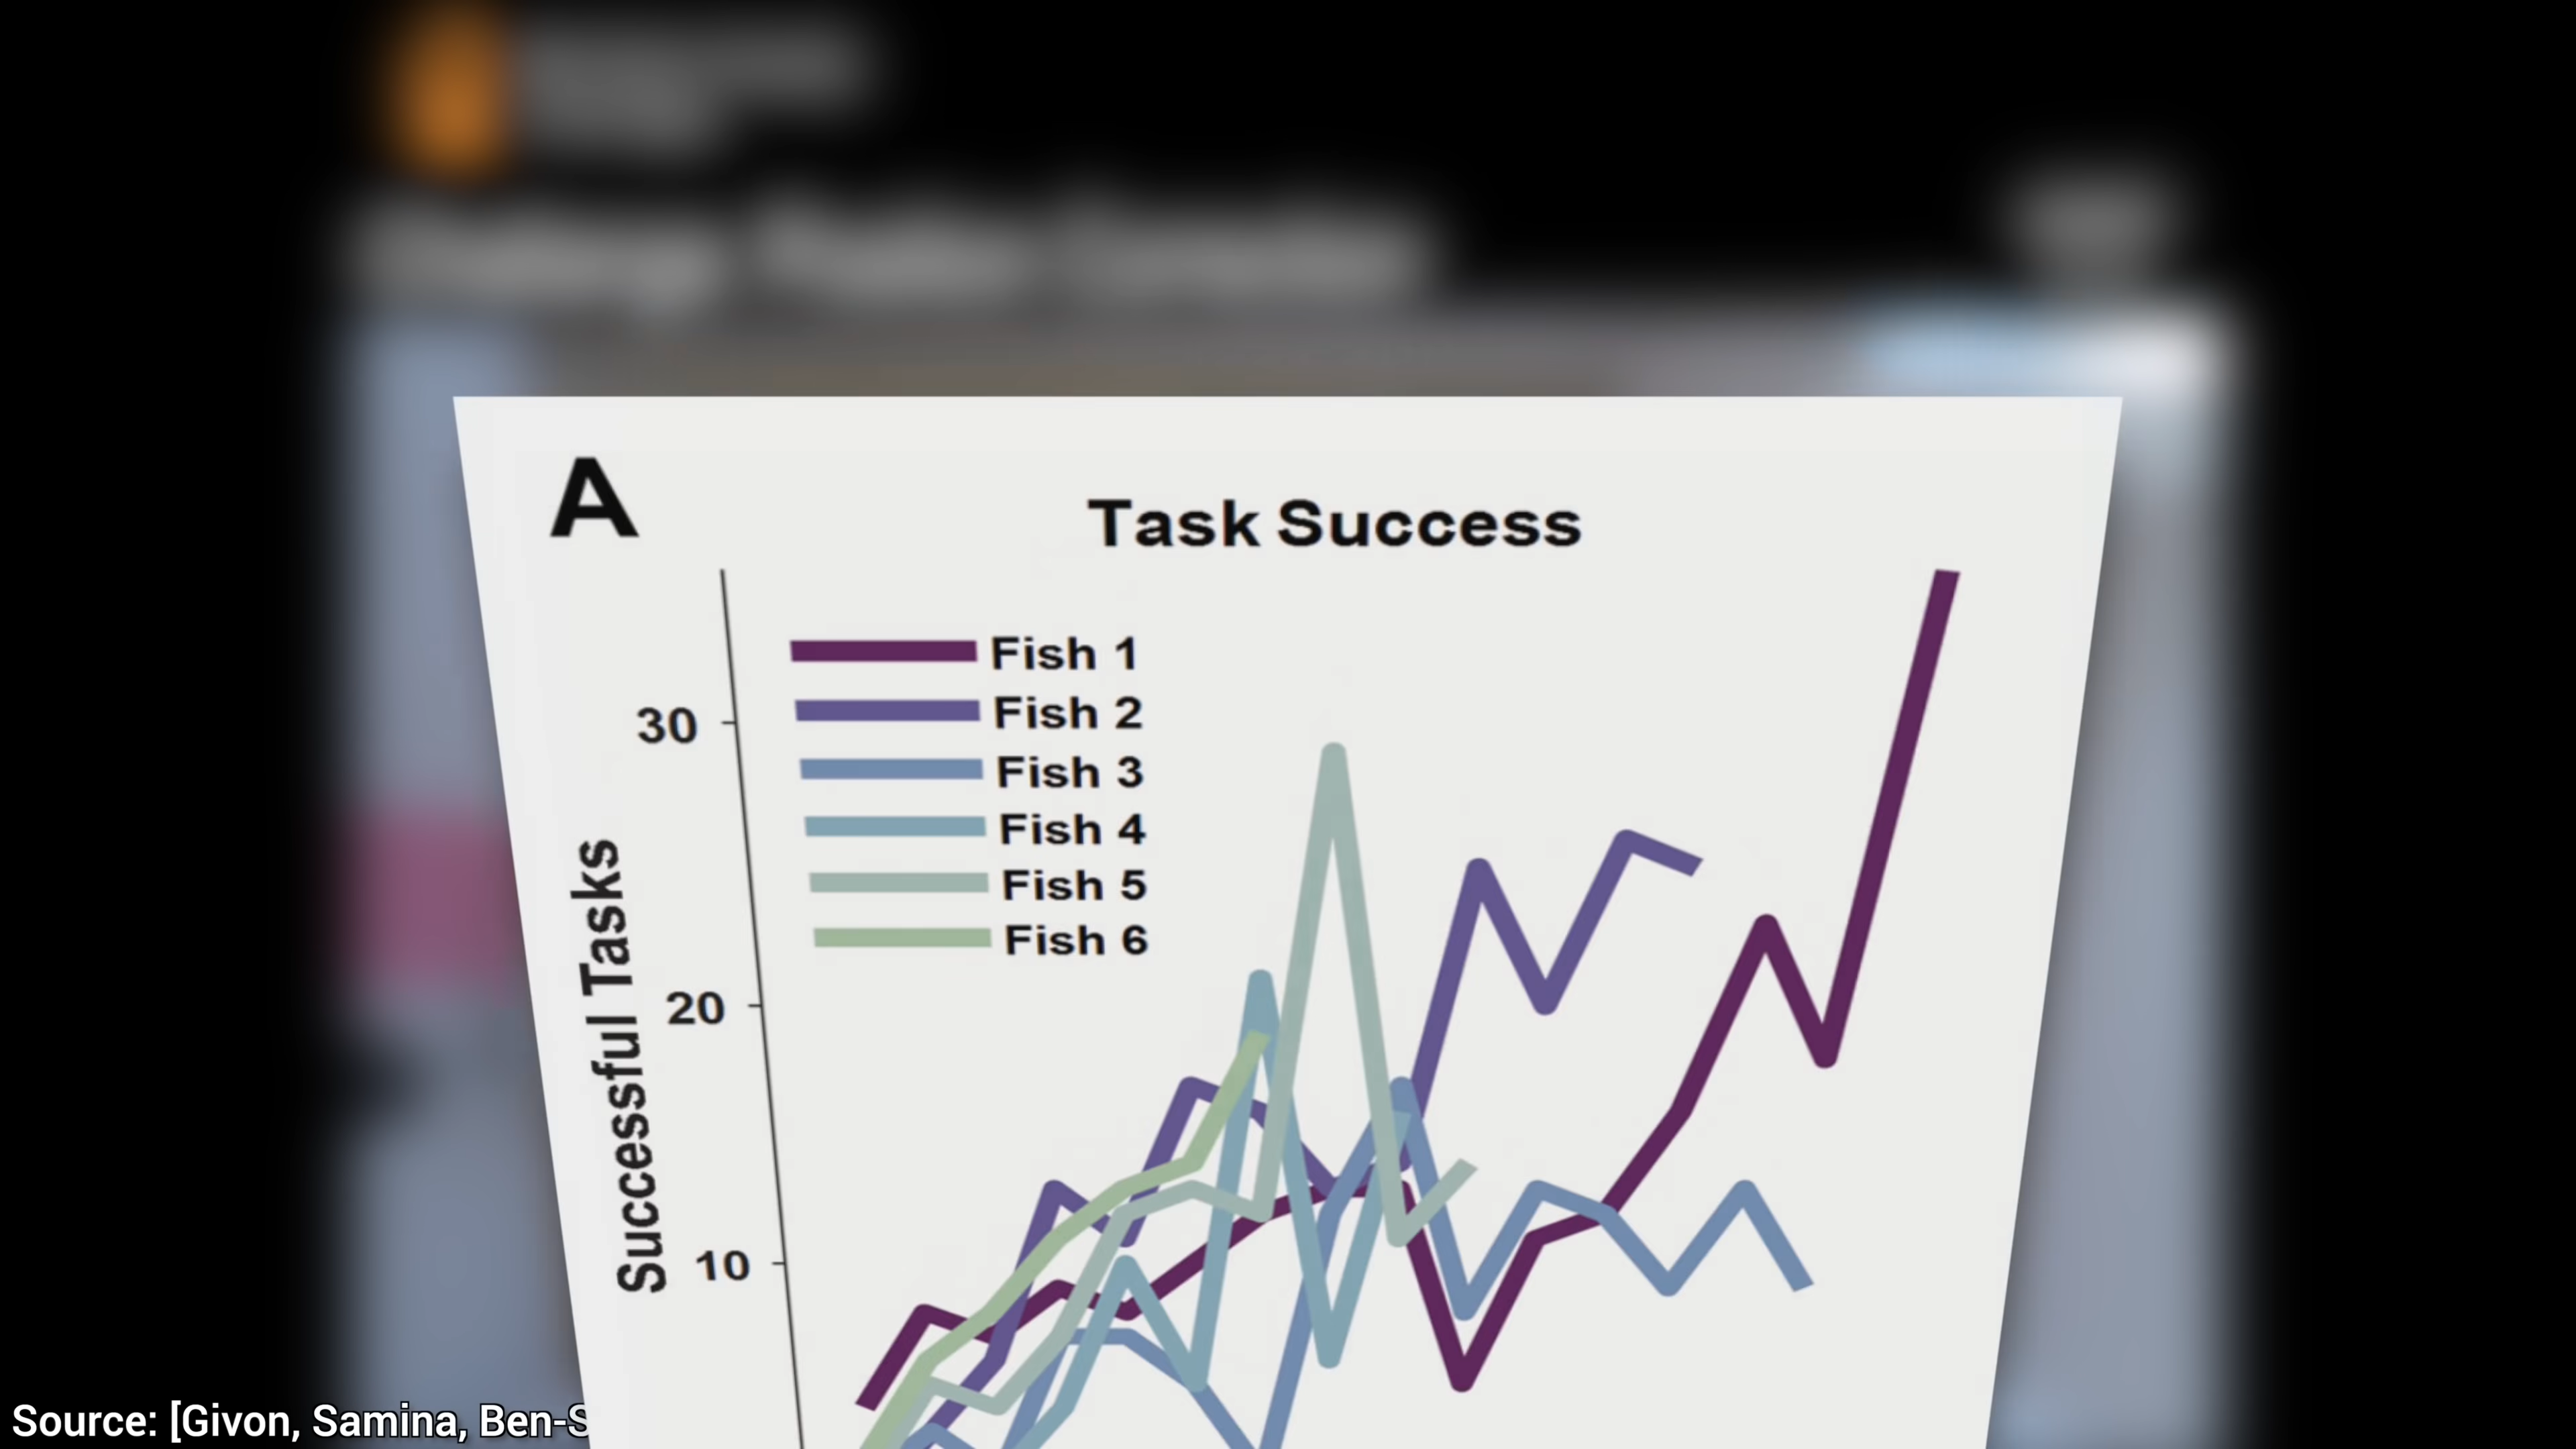 A
Task Success
Fish 1
Fish 2
Fish 3
Fish 4
Fish 5
Fish 6
30
20
10
Successful Tasks
Source: [Givon, Samina, Ben-S